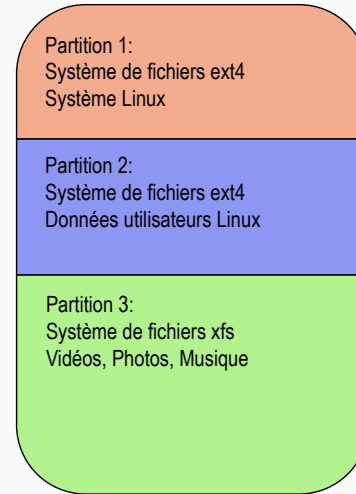 Partition 1:
Système de fichiers ext4
Système Linux
Partition 2:
Système de fichiers ext4
Données utilisateurs Linux
Partition 3:
Système de fichiers xfs
Vidéos, Photos, Musique